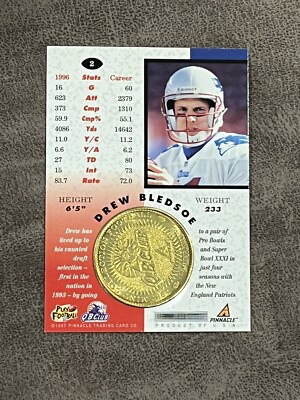 2
1996 Stats Career
16 G 60
623 Att 2379
373 Cmp 1310
59.9 Cmp% 55.1
4086 Yds 14642
11.0 Y/C 11.2
6.6 Y/A 6.2
27 TD 80
15 Int 73
83.7 Rate 72.0
HEIGHT
6'5"
DREW BLEDSOE
WEIGHT
233
Drew has
lived up to
his vaunted
draft
selection –
first in the
nation in
1993 – by going
to a pair of
Pro Bowls
and Super
Bowl XXXI in
just four
seasons with
the New
England Patriots.
PLAY
FOOTBALL
QB Club
©1997 PINNACLE TRADING CARD CO.
PRODUCT OF U.S.A.
PINNACLE